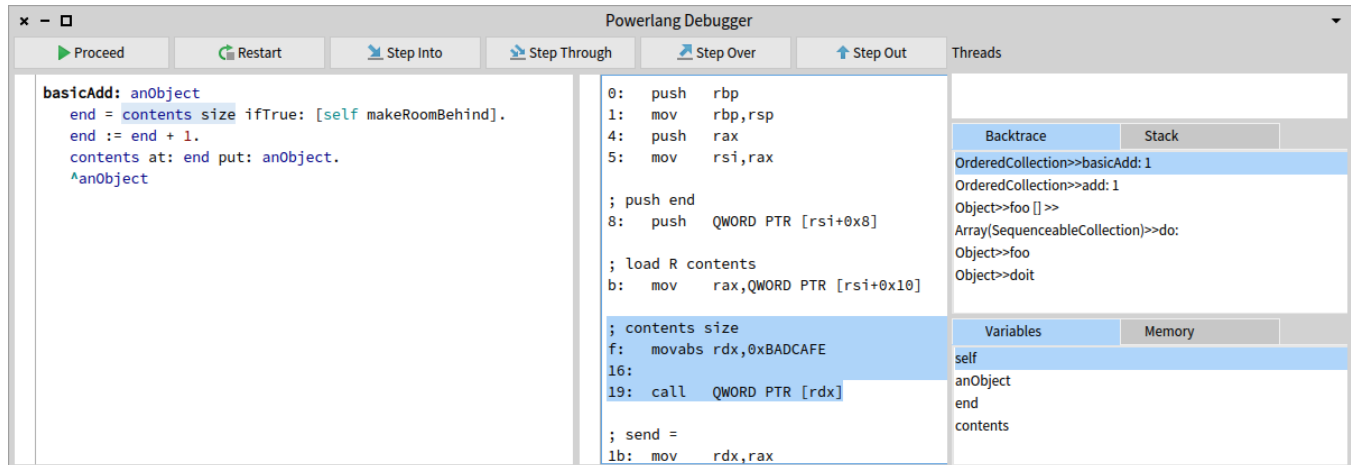 Powerlang Debugger
Proceed Restart Step Into Step Through Step Over Step Out Threads
basicAdd: anObject
end = contents size ifTrue: [self makeRoomBehind].
end := end + 1.
contents at: end put: anObject.
^anObject
0: push rbp
1: mov rbp,rsp
4: push rax
5: mov rsi,rax
; push end
8: push QWORD PTR [rsi+0x8]
; load R contents
b: mov rax,QWORD PTR [rsi+0x10]
; contents size
f: movabs rdx,0xBADCAFE
16:
19: call QWORD PTR [rdx]
; send =
1b: mov rdx,rax
Backtrace Stack
OrderedCollection>>basicAdd: 1
OrderedCollection>>add: 1
Object>>foo [] >>
Array(SequenceableCollection)>>do:
Object>>foo
Object>>doit
Variables Memory
self
anObject
end
contents